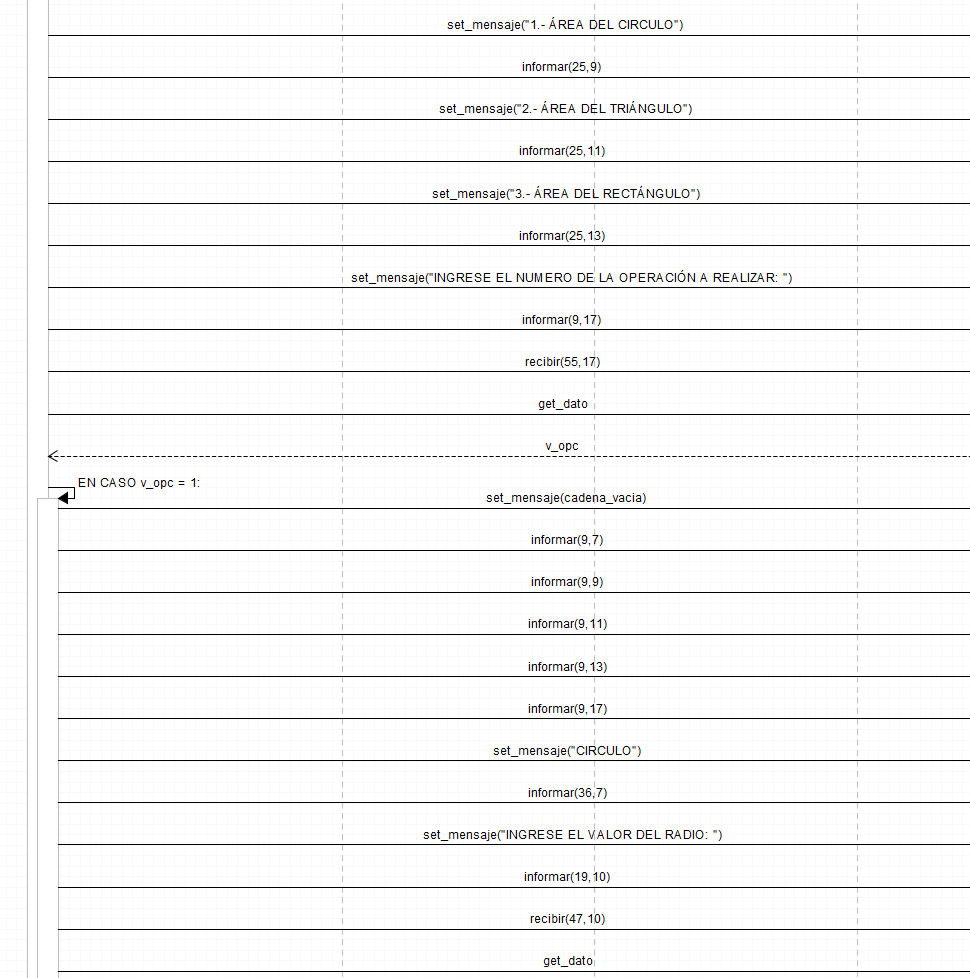 set_mensaje("1.- ÁREA DEL CIRCULO")
informar(25,9)
set_mensaje("2.- ÁREA DEL TRIÁNGULO")
informar(25,11)
set_mensaje("3.- ÁREA DEL RECTÁNGULO")
informar(25,13)
set_mensaje("INGRESE EL NUMERO DE LA OPERACIÓN A REALIZAR: ")
informar(9,17)
recibir(55,17)
get_dato
v_opc
EN CASO v_opc = 1:
set_mensaje(cadena_vacia)
informar(9,7)
informar(9,9)
informar(9,11)
informar(9,13)
informar(9,17)
set_mensaje("CIRCULO")
informar(36,7)
set_mensaje("INGRESE EL VALOR DEL RADIO: ")
informar(19,10)
recibir(47,10)
get_dato